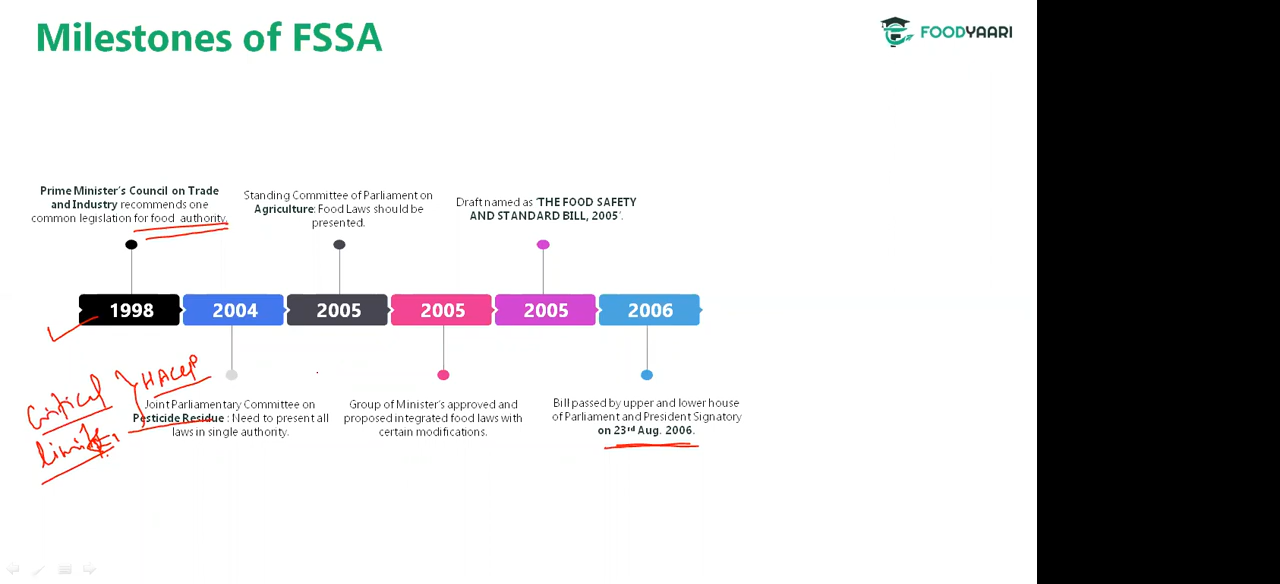 Milestones of FSSA
FOODYAARI
Prime Minister's Council on Trade
and Industry recommends one
common legislation for food authority.
Standing Committee of Parliament on
Agriculture: Food Laws should be
presented.
Draft named as 'THE FOOD SAFETY
AND STANDARD BILL, 2005'.
1998
2004
2005
2005
2005
2006
Joint Parliamentary Committee on
Pesticide Residue : Need to present all
laws in single authority.
Group of Minister's approved and
proposed integrated food laws with
certain modifications.
Bill passed by upper and lower house
of Parliament and President Signatory
on 23rd Aug. 2006.
HACCP
Critical
limit